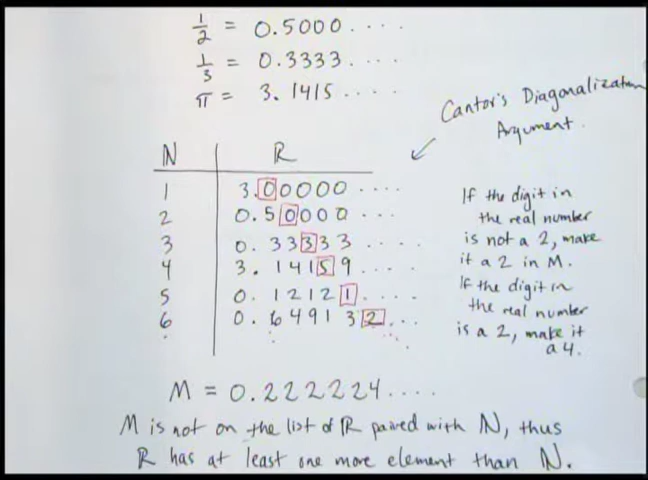 1/2 = 0.5000....
1/3 = 0.3333....
π = 3.1415....
Cantor's Diagonalization
Argument.
N | R
1 3.00000....
2 0.50000...
3 0.33333....
4 3.14159....
5 0.12121....
6 0.649132...
If the digit in
the real number
is not a 2, make
it a 2 in M.
If the digit in
the real number
is a 2, make it
a 4.
M = 0.222224....
M is not on the list of R paired with N, thus
R has at least one more element than N.